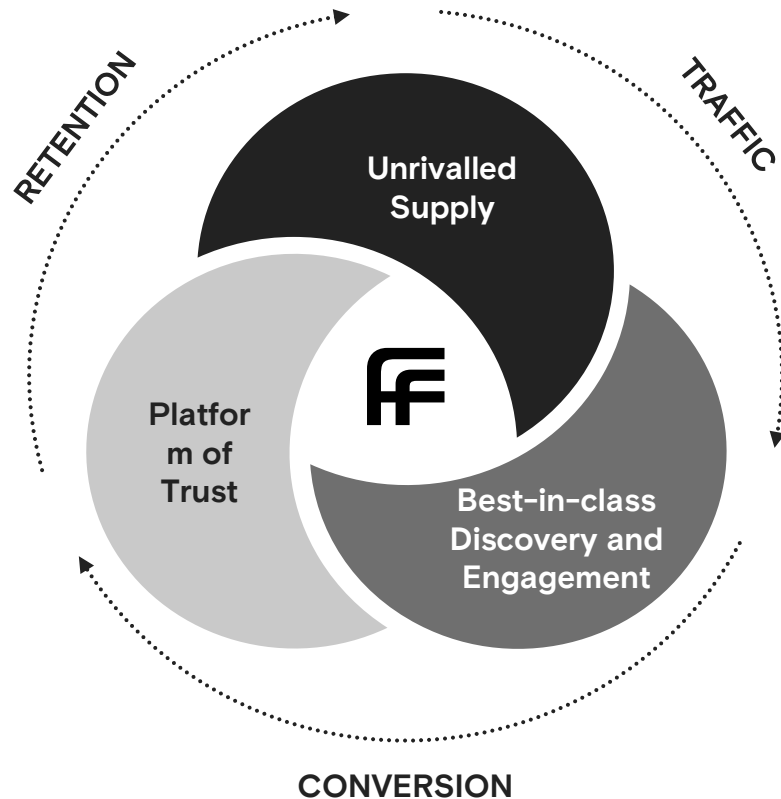 RETENTION
TRAFFIC
Unrivalled
Supply
Platfor
m of
Trust
Best-in-class
Discovery and
Engagement
CONVERSION